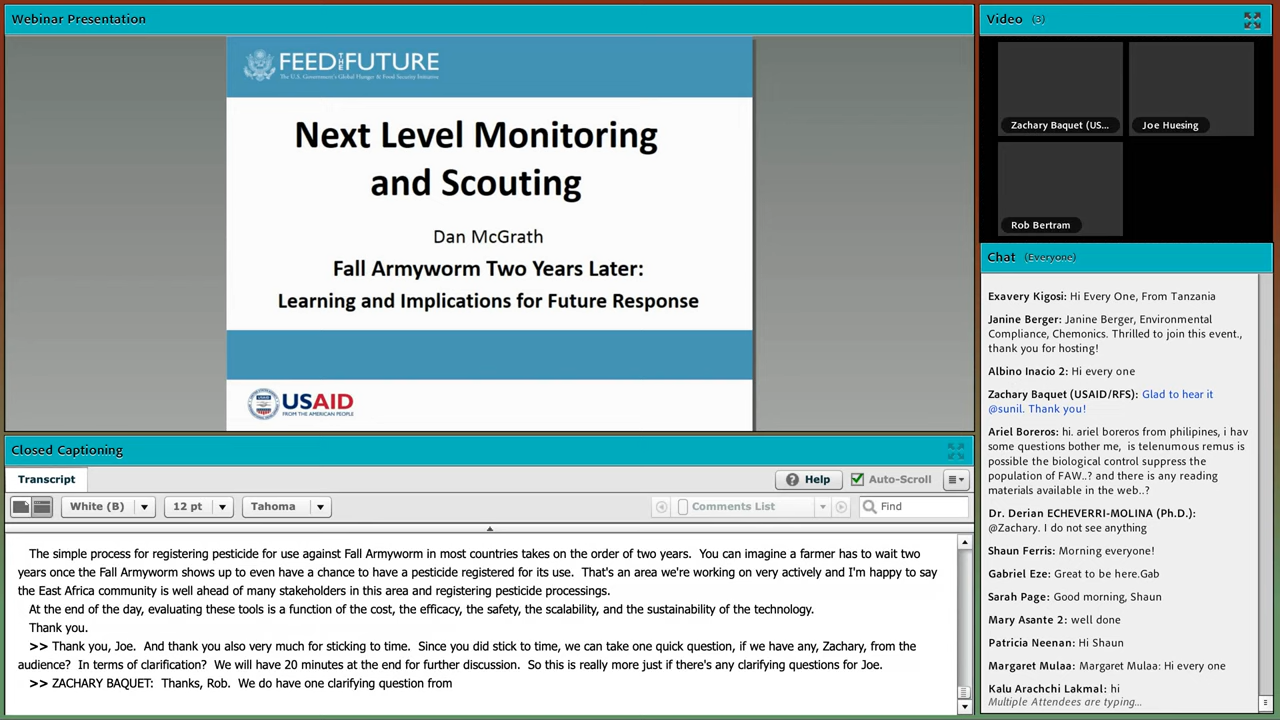 Webinar Presentation
FEED THE FUTURE
The U.S. Government's Global Hunger & Food Security Initiative
Next Level Monitoring
and Scouting
Dan McGrath
Fall Armyworm Two Years Later:
Learning and Implications for Future Response
USAID
FROM THE AMERICAN PEOPLE
Closed Captioning
Transcript
Help
Auto-Scroll
White (B)
12 pt
Tahoma
Comments List
Find
The simple process for registering pesticide for use against Fall Armyworm in most countries takes on the order of two years.  You can imagine a farmer has to wait two
years once the Fall Armyworm shows up to even have a chance to have a pesticide registered for its use.  That's an area we're working on very actively and I'm happy to say
the East Africa community is well ahead of many stakeholders in this area and registering pesticide processings.
At the end of the day, evaluating these tools is a function of the cost, the efficacy, the safety, the scalability, and the sustainability of the technology.
Thank you.
>> Thank you, Joe.  And thank you also very much for sticking to time.  Since you did stick to time, we can take one quick question, if we have any, Zachary, from the
audience?  In terms of clarification?  We will have 20 minutes at the end for further discussion.  So this is really more just if there's any clarifying questions for Joe.
>> ZACHARY BAQUET:  Thanks, Rob.  We do have one clarifying question from
Video (3)
Zachary Baquet (US...
Joe Huesing
Rob Bertram
Chat (Everyone)
Exavery Kigosi: Hi Every One, From Tanzania
Janine Berger: Janine Berger, Environmental
Compliance, Chemonics. Thrilled to join this event.,
thank you for hosting!
Albino Inacio 2: Hi every one
Zachary Baquet (USAID/RFS): Glad to hear it
@sunil. Thank you!
Ariel Boreros: hi. ariel boreros from philipines, i hav
some questions bother me,  is telenumous remus is
possible the biological control suppress the
population of FAW..? and there is any reading
materials available in the web..?
Dr. Derian ECHEVERRI-MOLINA (Ph.D.):
@Zachary. I do not see anything
Shaun Ferris: Morning everyone!
Gabriel Eze: Great to be here.Gab
Sarah Page: Good morning, Shaun
Mary Asante 2: well done
Patricia Neenan: Hi Shaun
Margaret Mulaa: Margaret Mulaa: Hi every one
Kalu Arachchi Lakmal: hi
Multiple Attendees are typing...